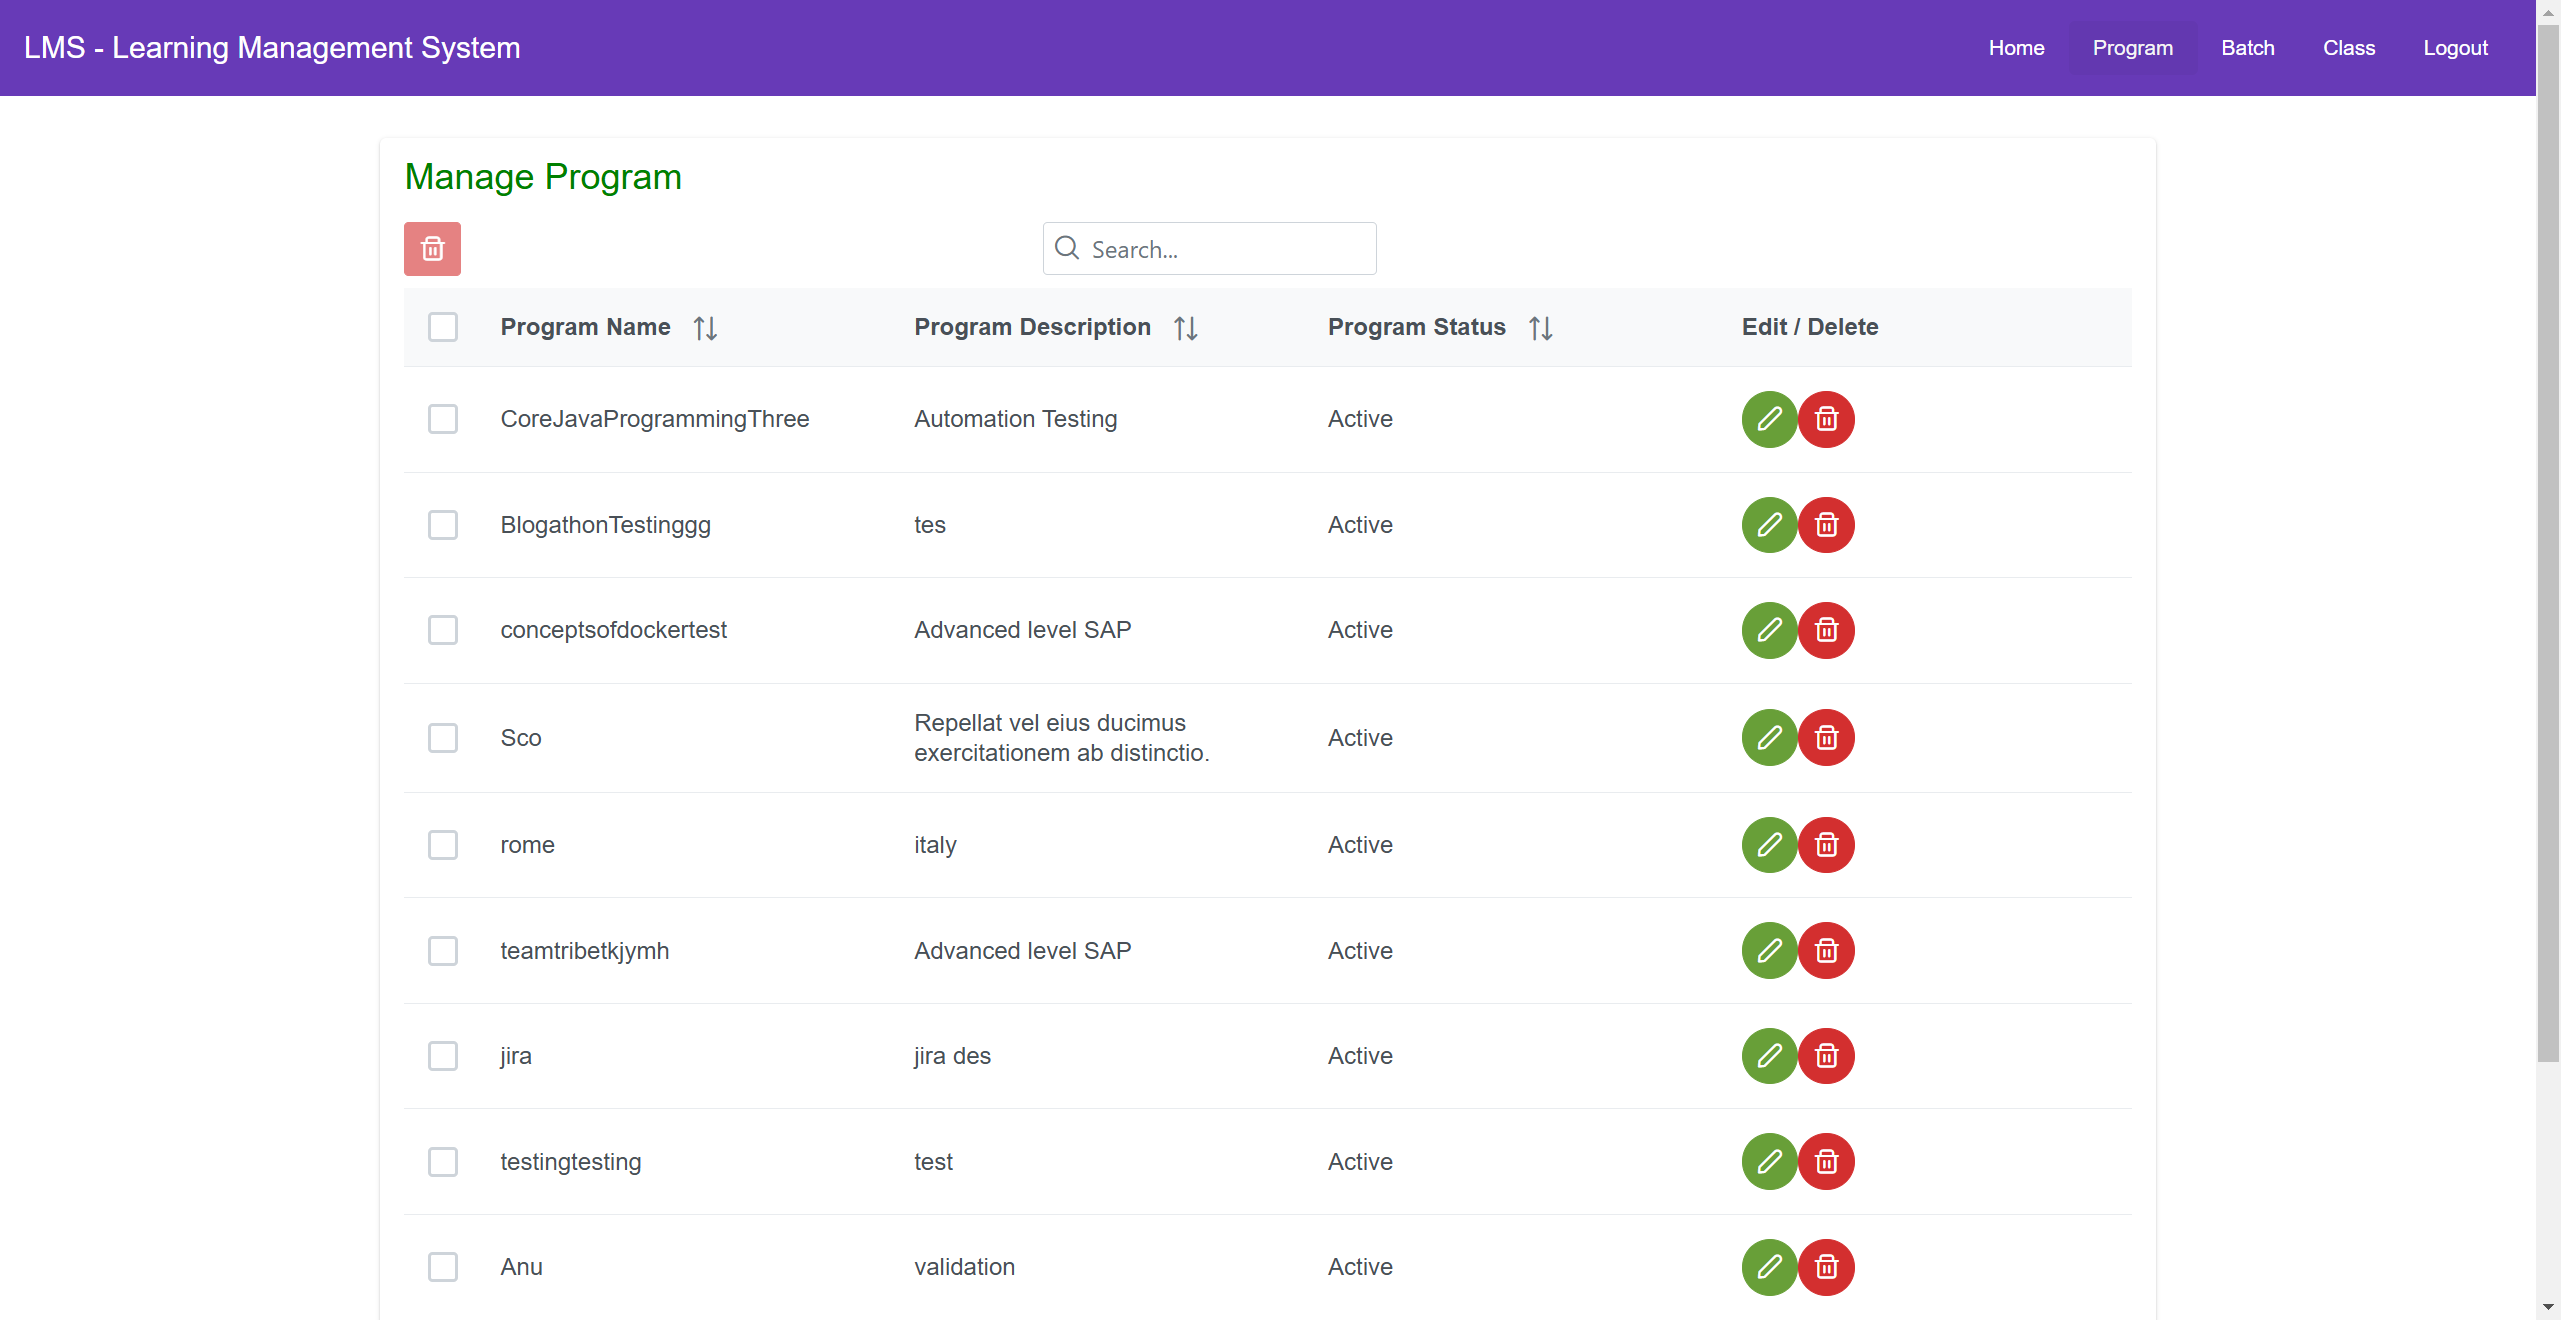 LMS - Learning Management System
Home Program Batch Class Logout
Manage Program
Search...
Program Name Program Description Program Status Edit / Delete
CoreJavaProgrammingThree Automation Testing Active
BlogathonTestinggg tes Active
conceptsofdockertest Advanced level SAP Active
Sco Repellat vel eius ducimus Active
exercitationem ab distinctio.
rome italy Active
teamtribetkjymh Advanced level SAP Active
jira jira des Active
testingtesting test Active
Anu validation Active